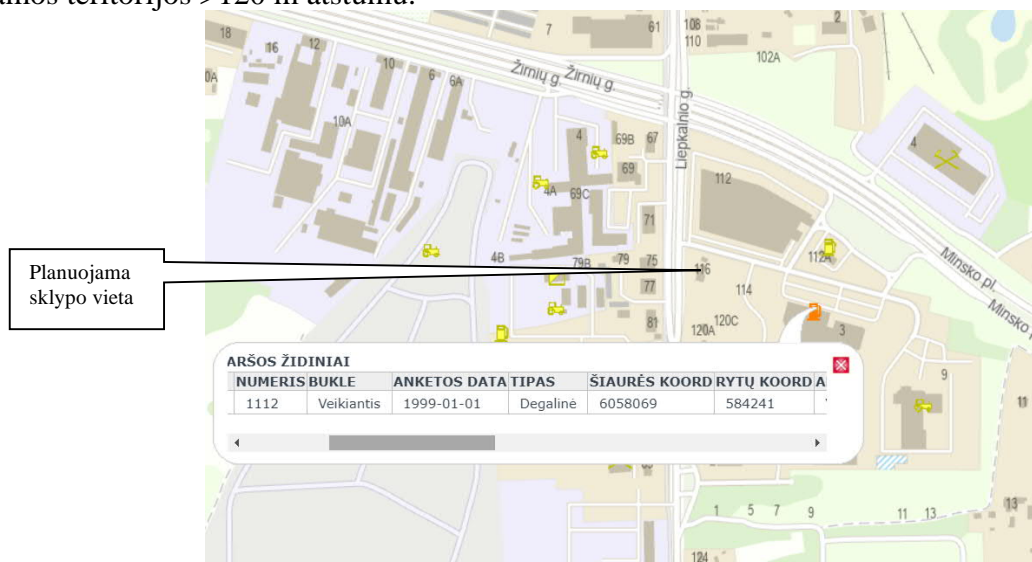 teritorijos >120 m atstumu.
7
61
108
110
2
18
16
12
10
6
6A
Žirnių g.
Žirnių g.
102A
10A
Liepkalnio g.
4
69B
67
4
69
112
4A
69C
71
Planuojama
sklypo vieta
4B
79B
79
75
116
112A
Minsko pl.
77
114
Minsko
81
120A
120C
3
ARŠOS ŽIDINIAI
NUMERIS BUKLE ANKETOS DATA TIPAS ŠIAURĖS KOORD RYTŲ KOORD A
1112 Veikiantis 1999-01-01 Degalinė 6058069 584241
9
11
1
5
7
9
11
13
13
124